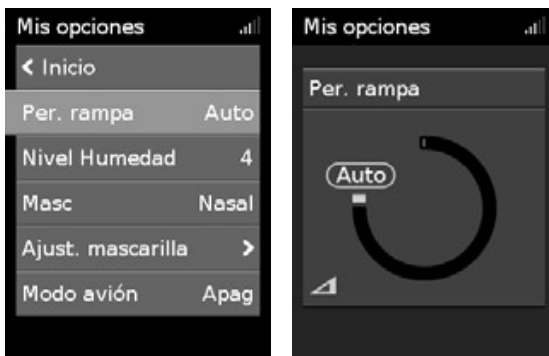 Mis opciones
< Inicio
Per. rampa Auto
Nivel Humedad 4
Masc Nasal
Ajust. mascarilla >
Modo avión Apag
Mis opciones
Per. rampa
Auto